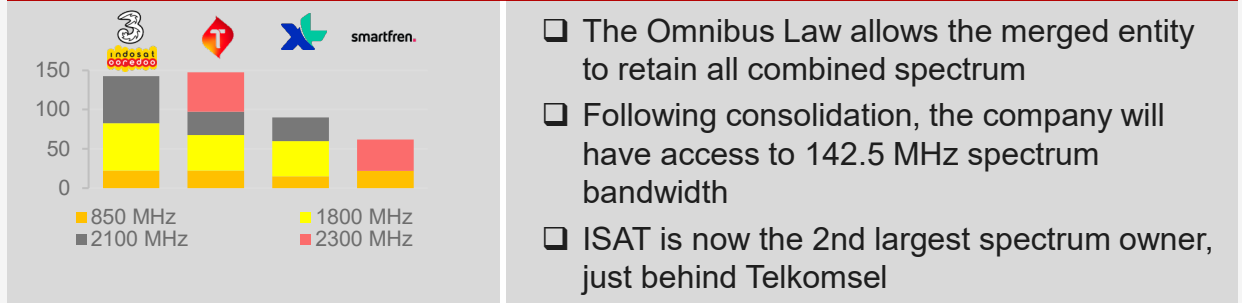 3
indosat
ooredoo
T
XL
smartfren.
150
100
50
0
850 MHz
1800 MHz
2100 MHz
2300 MHz
The Omnibus Law allows the merged entity
to retain all combined spectrum
Following consolidation, the company will
have access to 142.5 MHz spectrum
bandwidth
ISAT is now the 2nd largest spectrum owner,
just behind Telkomsel